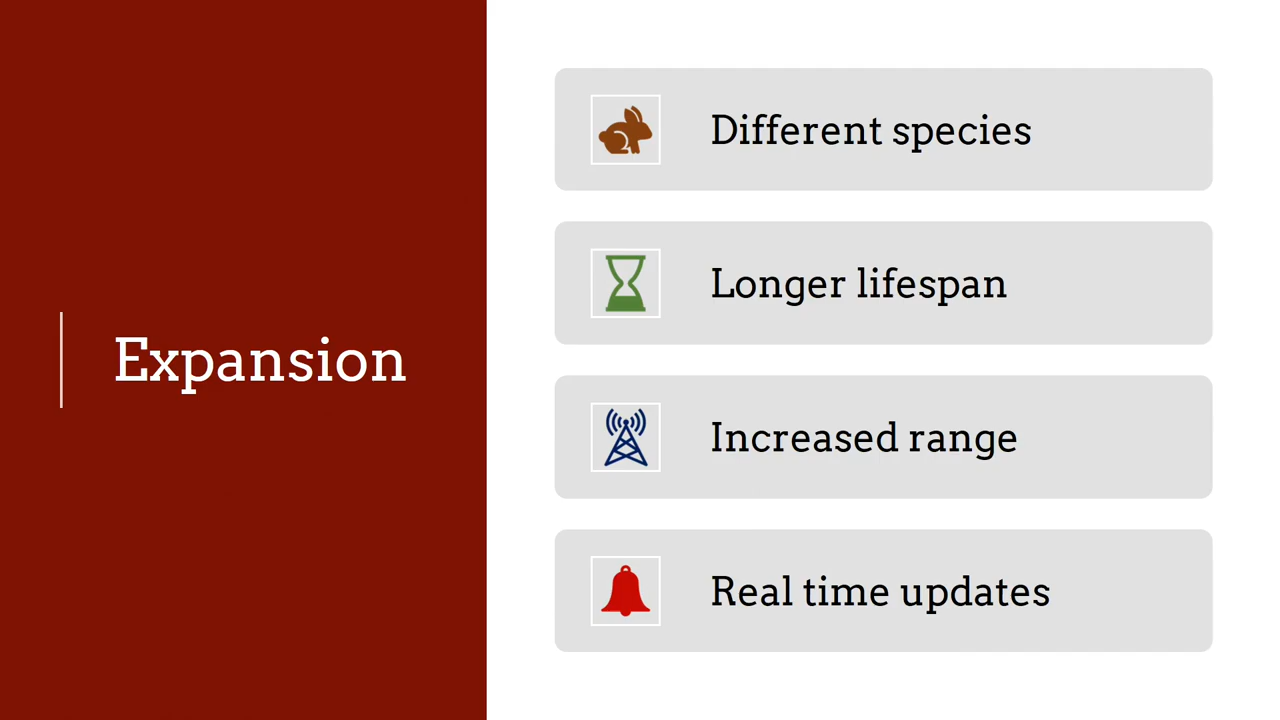 Expansion
Different species
Longer lifespan
Increased range
Real time updates